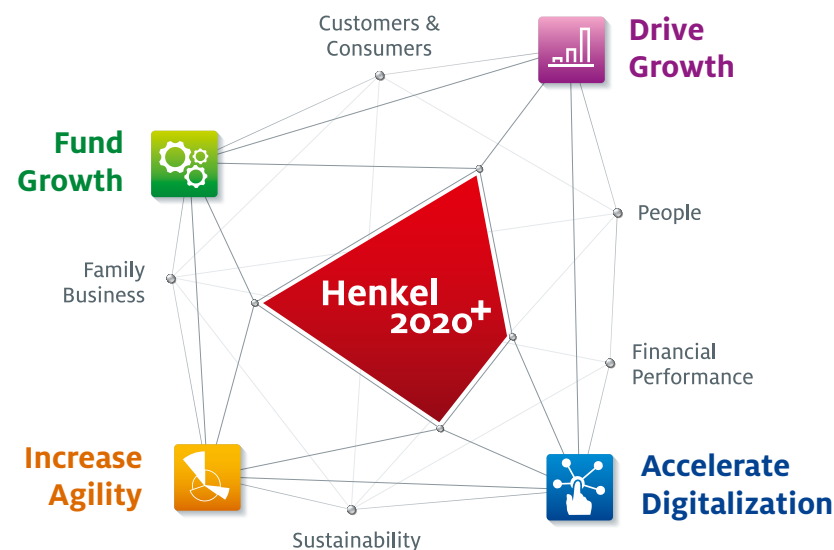 Customers &
Consumers
Drive
Growth
Fund
Growth
People
Family
Business
Henkel
2020+
Financial
Performance
Increase
Agility
Accelerate
Digitalization
Sustainability